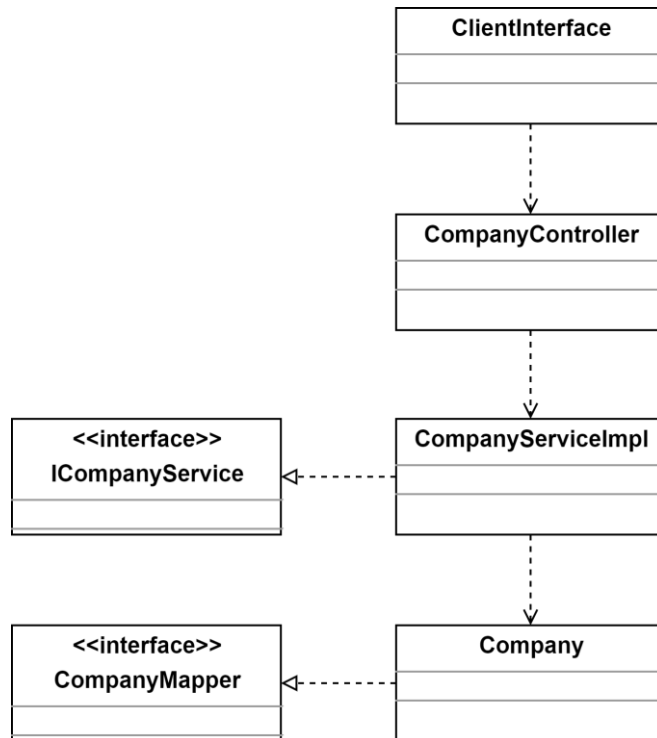 ClientInterface
CompanyController
<<interface>>
ICompanyService
CompanyServiceImpl
<<interface>>
CompanyMapper
Company